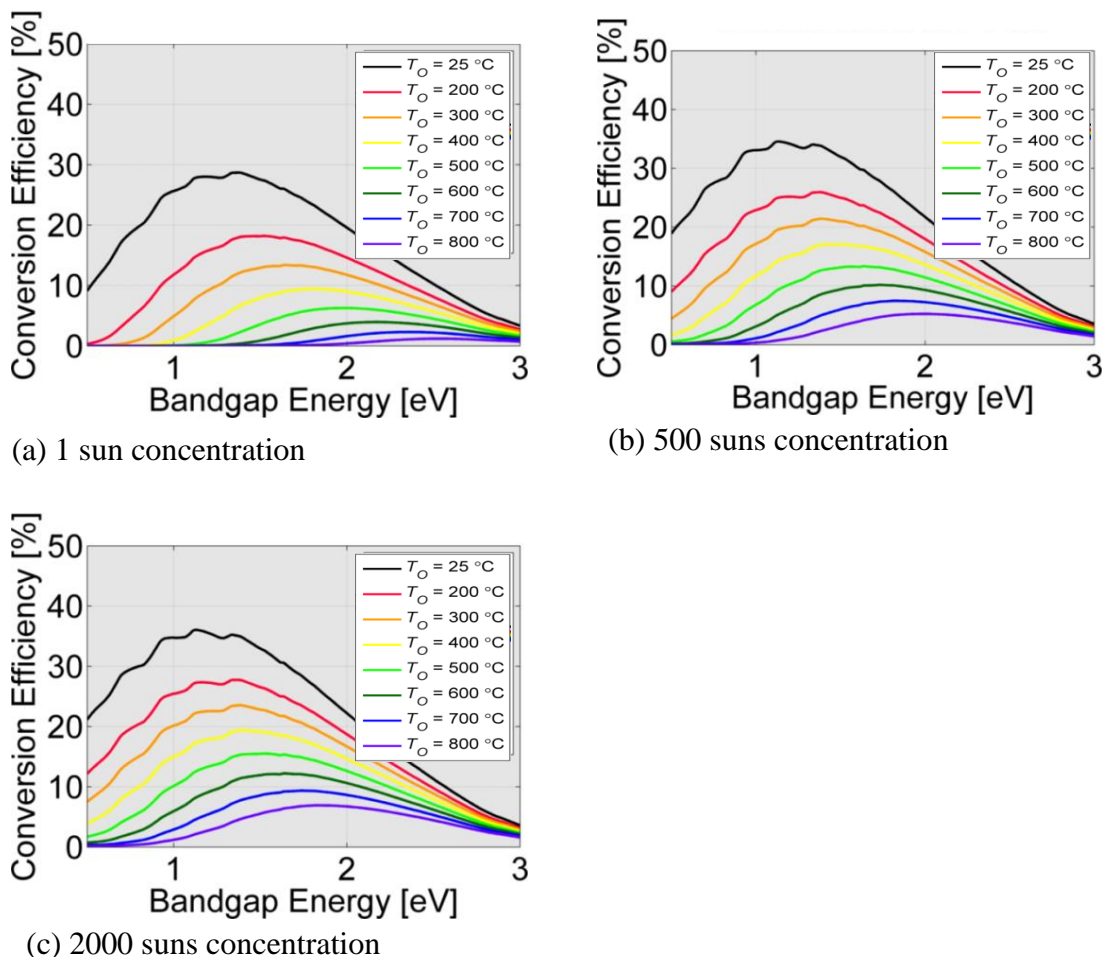 50
40
30
20
10
0
Conversion Efficiency [%]
T_O = 25 °C
T_O = 200 °C
T_O = 300 °C
T_O = 400 °C
T_O = 500 °C
T_O = 600 °C
T_O = 700 °C
T_O = 800 °C
1 2 3
Bandgap Energy [eV]
(a) 1 sun concentration
50
40
30
20
10
0
Conversion Efficiency [%]
T_O = 25 °C
T_O = 200 °C
T_O = 300 °C
T_O = 400 °C
T_O = 500 °C
T_O = 600 °C
T_O = 700 °C
T_O = 800 °C
1 2 3
Bandgap Energy [eV]
(b) 500 suns concentration
50
40
30
20
10
0
Conversion Efficiency [%]
T_O = 25 °C
T_O = 200 °C
T_O = 300 °C
T_O = 400 °C
T_O = 500 °C
T_O = 600 °C
T_O = 700 °C
T_O = 800 °C
1 2 3
Bandgap Energy [eV]
(c) 2000 suns concentration